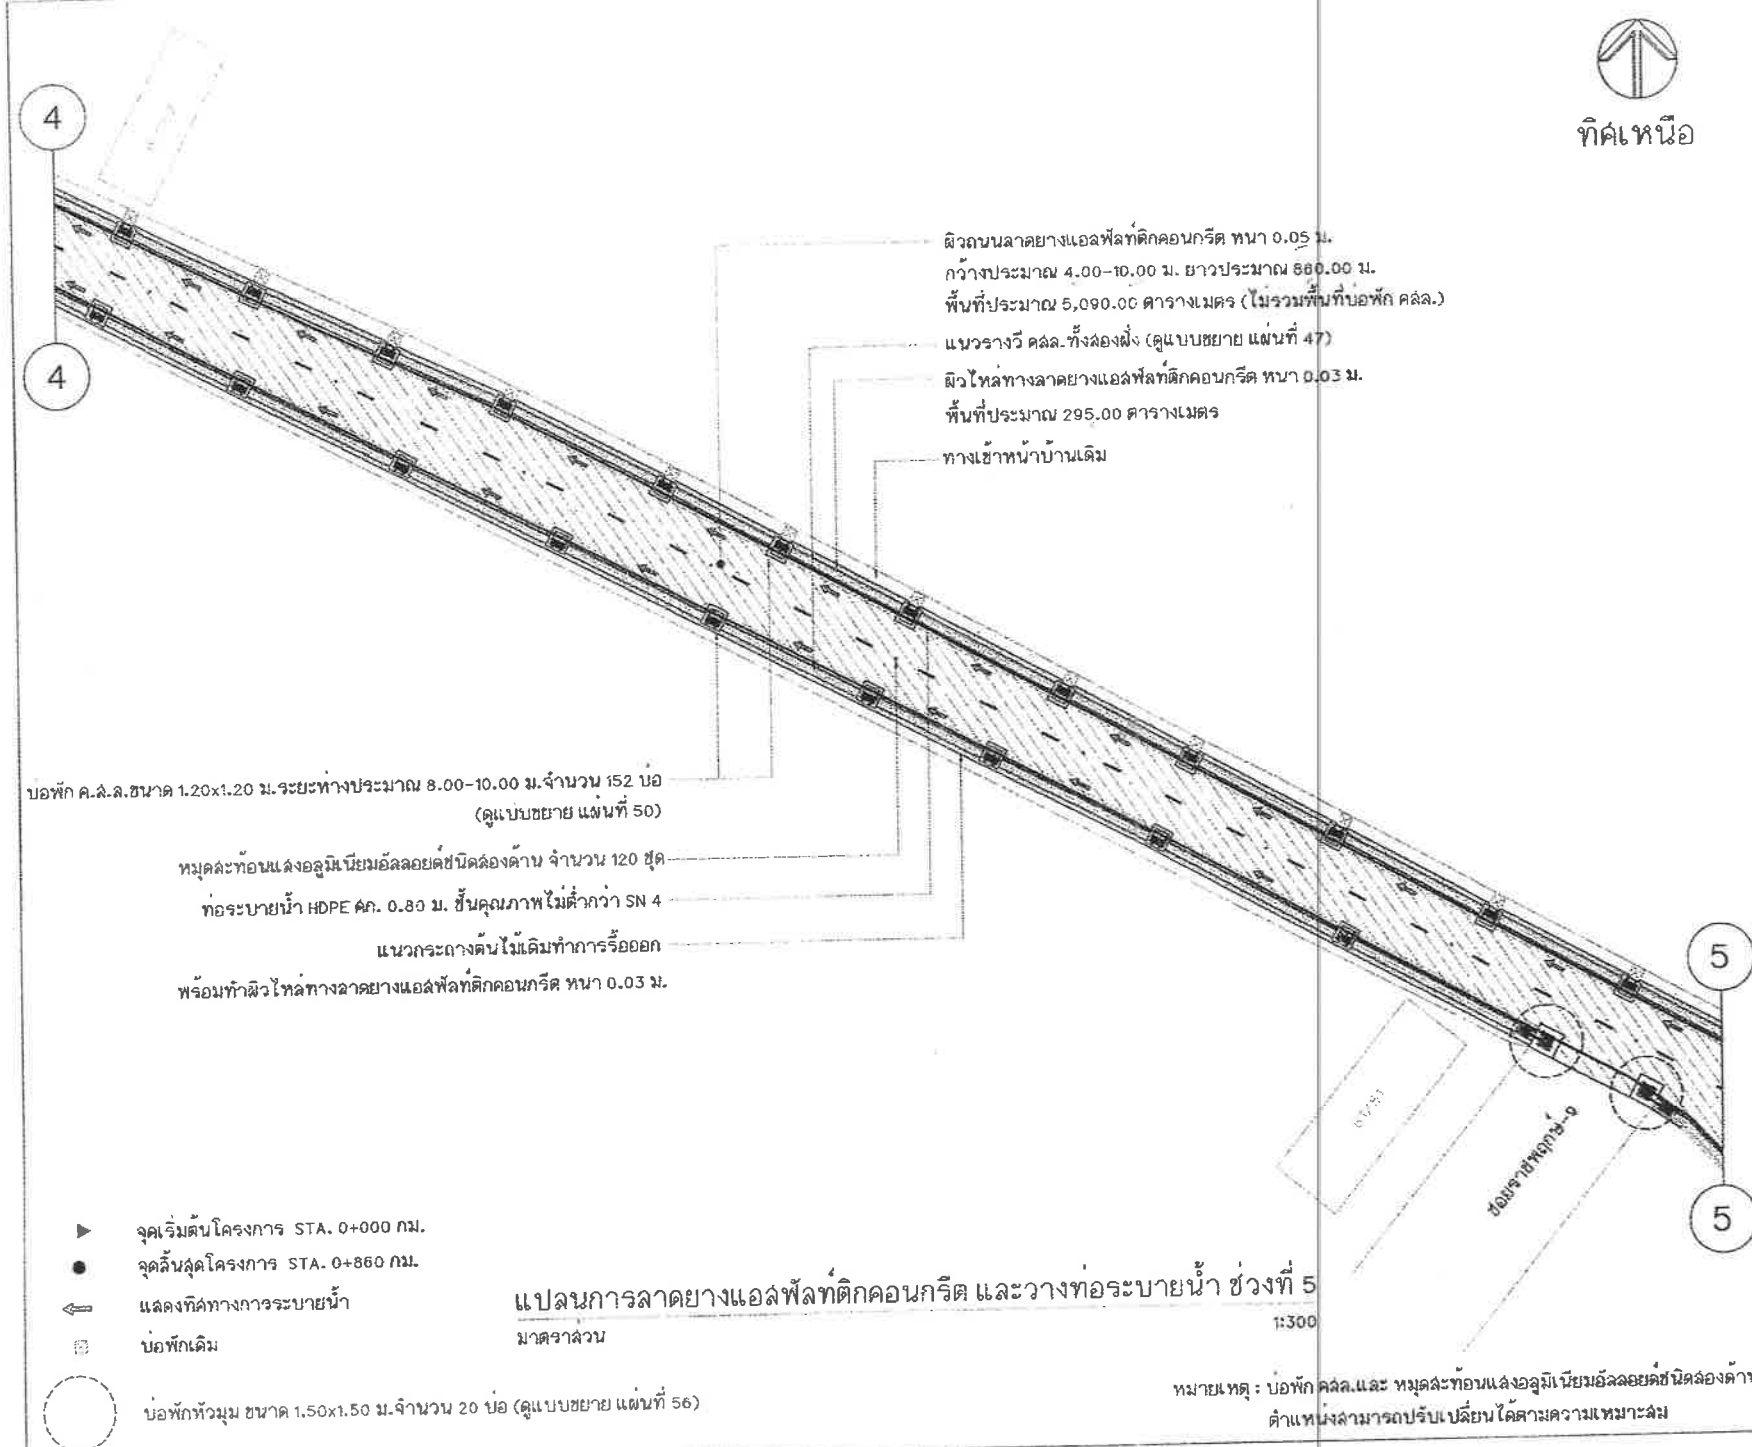 4
4
ทิศเหนือ
ผิวถนนลาดยางแอสฟัลท์ติกคอนกรีต หนา 0.05 ม.
กว้างประมาณ 4.00-10.00 ม. ยาวประมาณ 860.00 ม.
พื้นที่ประมาณ 5,090.00 ตารางเมตร (ไม่รวมพื้นที่บ่อพัก คสล.)
แนวรางวี คสล.ทั้งสองฝั่ง (ดูแบบขยาย แผ่นที่ 47)
ผิวไหล่ทางลาดยางแอสฟัลท์ติกคอนกรีต หนา 0.03 ม.
พื้นที่ประมาณ 295.00 ตารางเมตร
ทางเข้าหน้าบ้านเดิม
บ่อพัก ค.ส.ล.ขนาด 1.20x1.20 ม.ระยะห่างประมาณ 8.00-10.00 ม.จำนวน 152 บ่อ
(ดูแบบขยาย แผ่นที่ 50)
หมุดสะท้อนแสงอลูมิเนียมอัลลอยด์ชนิดสองด้าน จำนวน 120 ชุด
ท่อระบายน้ำ HDPE ศก. 0.80 ม. ชั้นคุณภาพไม่ต่ำกว่า SN 4
แนวกระถางต้นไม้เดิมทำการรื้อออก
พร้อมทำผิวไหล่ทางลาดยางแอสฟัลท์ติกคอนกรีต หนา 0.03 ม.
5
5
ซอยราชพฤกษ์-9
จุดเริ่มต้นโครงการ STA. 0+000 กม.
จุดสิ้นสุดโครงการ STA. 0+860 กม.
แสดงทิศทางการระบายน้ำ
บ่อพักเดิม
บ่อพักหัวมุม ขนาด 1.50x1.50 ม.จำนวน 20 บ่อ (ดูแบบขยาย แผ่นที่ 56)
แปลนการลาดยางแอสฟัลท์ติกคอนกรีต และวางท่อระบายน้ำ ช่วงที่ 5
มาตราส่วน 1:300
หมายเหตุ : บ่อพัก คสล.และ หมุดสะท้อนแสงอลูมิเนียมอัลลอยด์ชนิดสองด้าน
ตำแหน่งสามารถปรับเปลี่ยนได้ตามความเหมาะสม